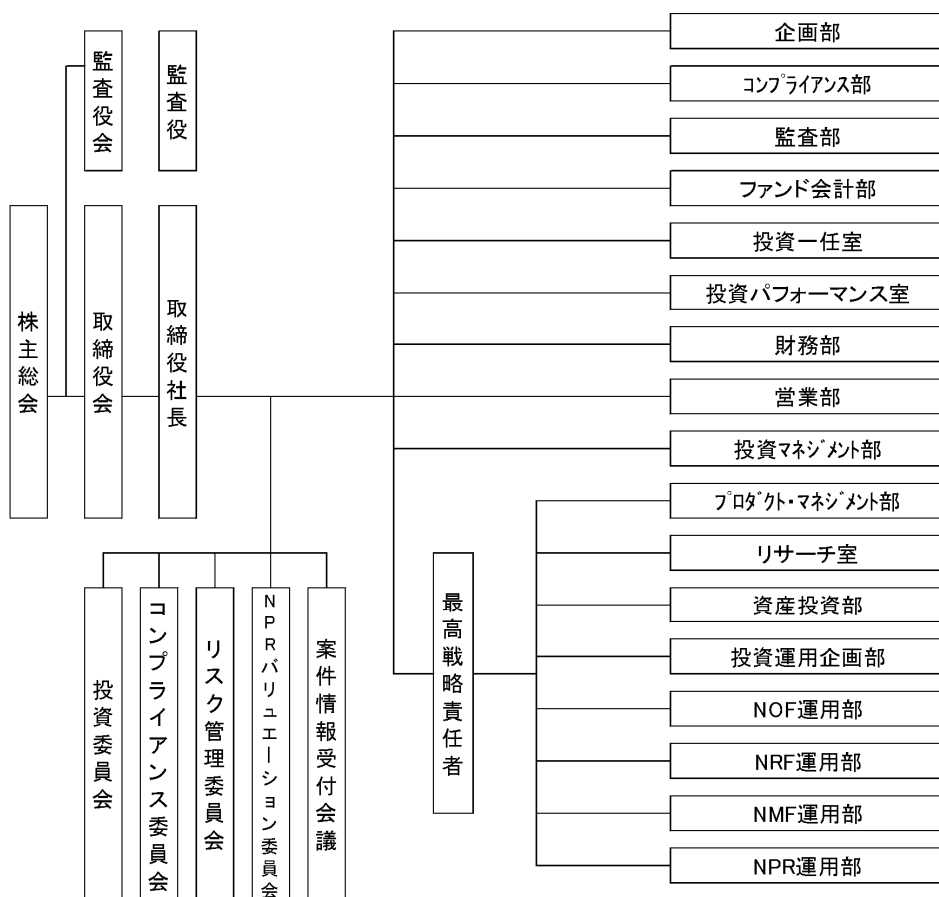 監査役会
監査役
株主総会
取締役会
取締役社長
投資委員会
コンプライアンス委員会
リスク管理委員会
NPRバリュエーション委員会
案件情報受付会議
最高戦略責任者
企画部
コンプライアンス部
監査部
ファンド会計部
投資一任室
投資パフォーマンス室
財務部
営業部
投資マネジメント部
プロダクト・マネジメント部
リサーチ室
資産投資部
投資運用企画部
NOF運用部
NRF運用部
NMF運用部
NPR運用部